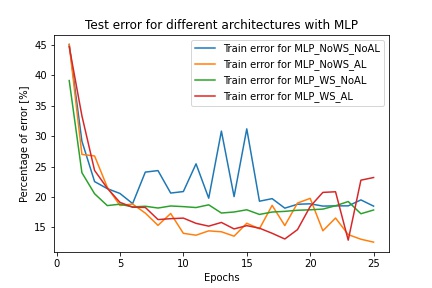 Test error for different architectures with MLP
Train error for MLP_NoWS_NoAL
Train error for MLP_NoWS_AL
Train error for MLP_WS_NoAL
Train error for MLP_WS_AL
Percentage of error [%]
45
40
35
30
25
20
15
0
5
10
15
20
25
Epochs